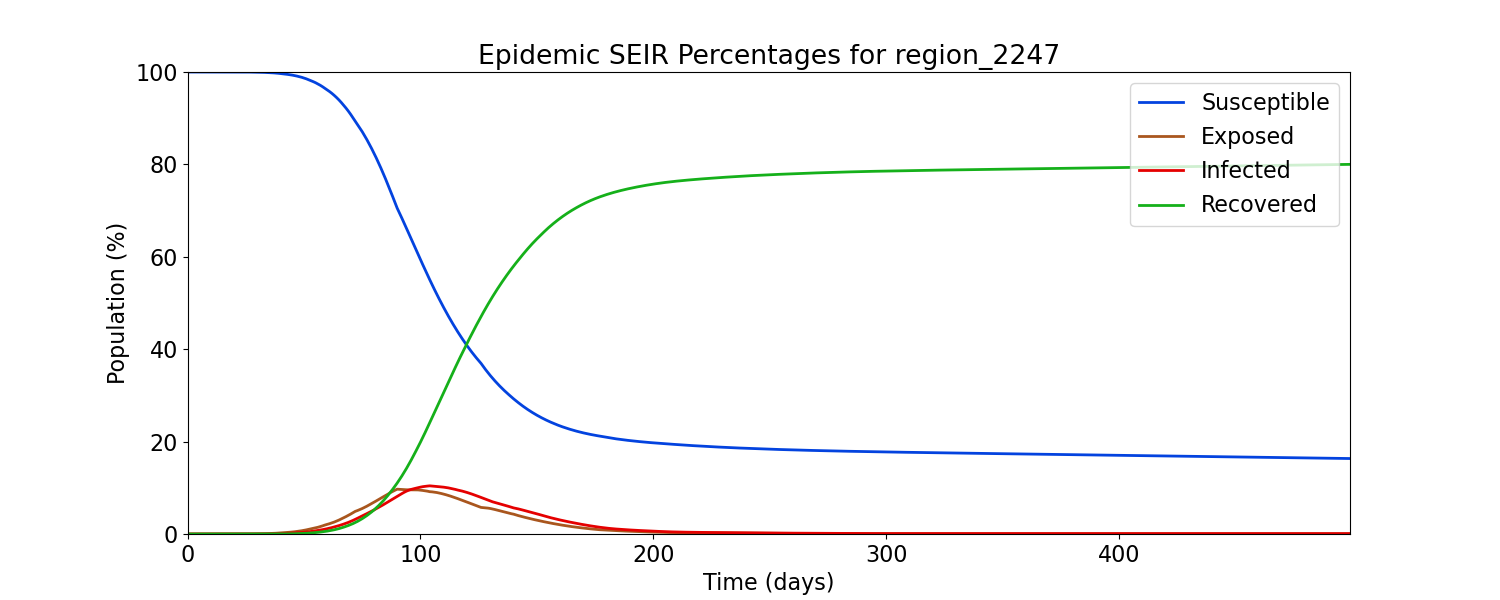 Epidemic SEIR Percentages for region_2247
100
80
60
40
20
0
Population (%)
Susceptible
Exposed
Infected
Recovered
0 100 200 300 400
Time (days)